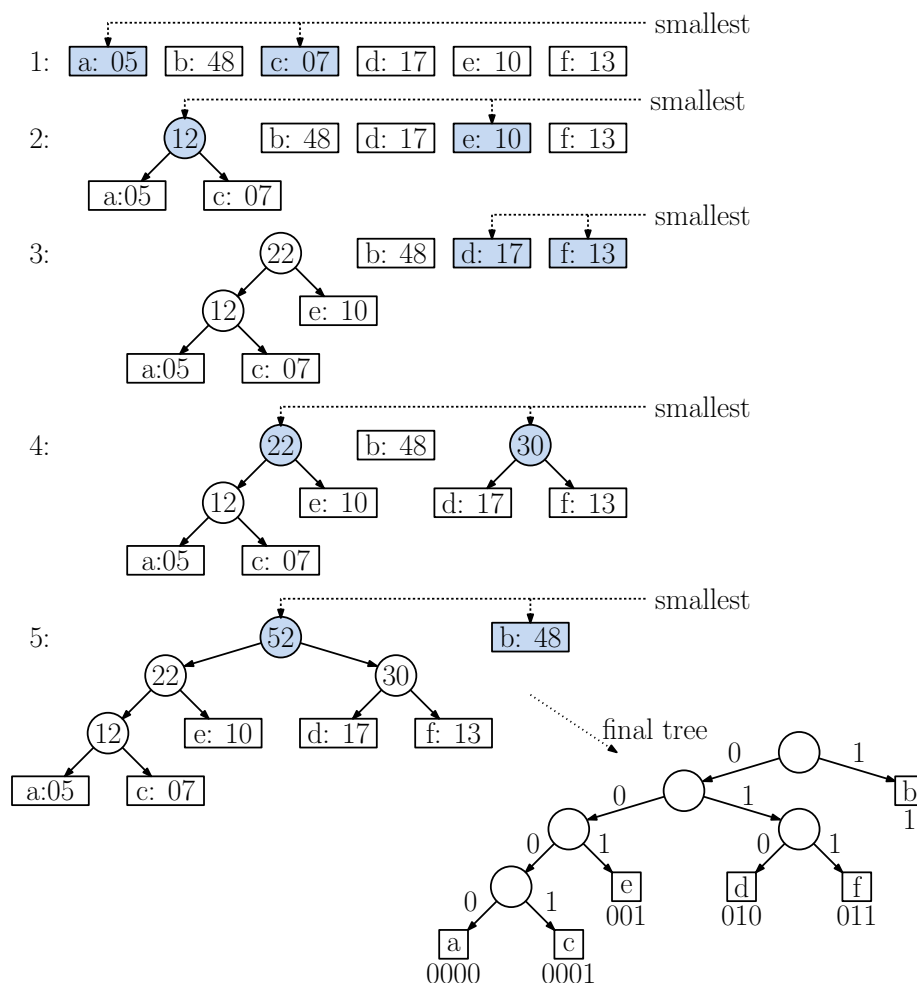 smallest
1: a: 05 b: 48 c: 07 d: 17 e: 10 f: 13
smallest
2: 12 b: 48 d: 17 e: 10 f: 13
a:05 c: 07
smallest
3: 22 b: 48 d: 17 f: 13
12 e: 10
a:05 c: 07
smallest
4: 22 b: 48 30
12 e: 10 d: 17 f: 13
a:05 c: 07
smallest
5: 52 b: 48
22 30
12 e: 10 d: 17 f: 13
final tree
a:05 c: 07
0 1
b
0 1
1
0 1 0 1
e d f
0 1 001 010 011
a c
0000 0001